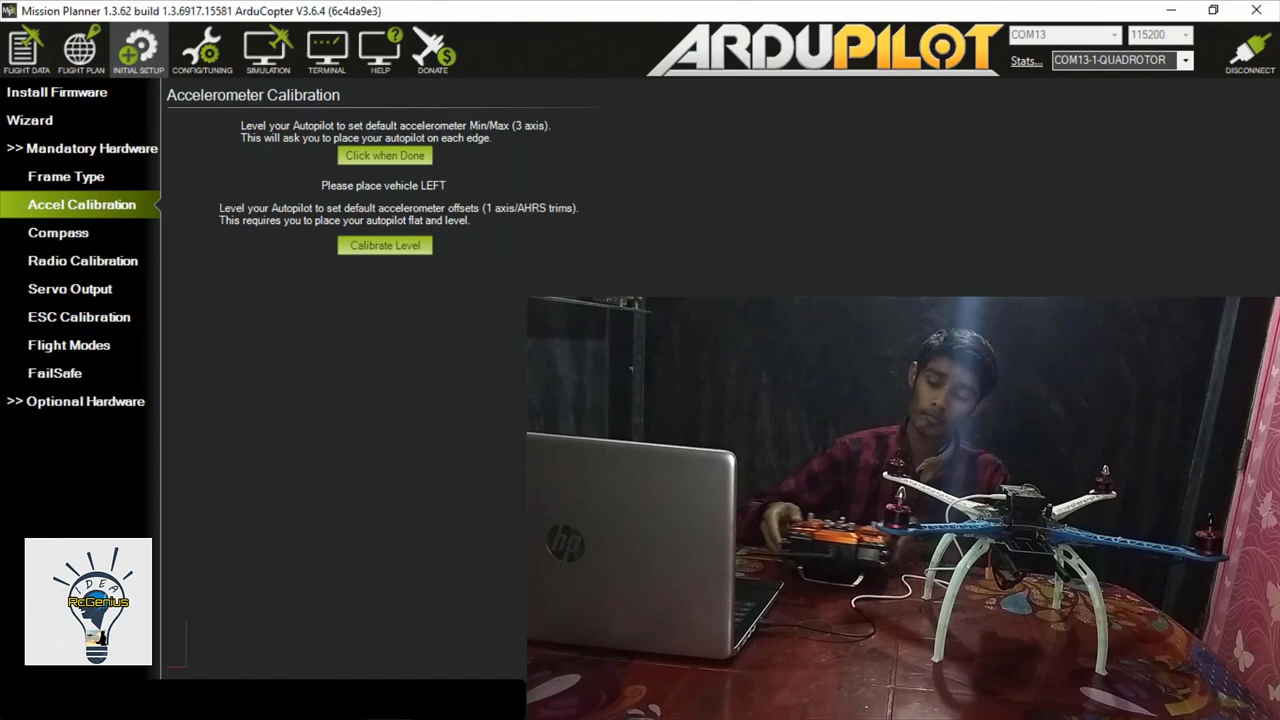 Mission Planner 1.3.62 build 1.3.6917.15581 ArduCopter V3.6.4 (6c4da9e3)
FLIGHT DATA
FLIGHT PLAN
INITIAL SETUP
CONFIG/TUNING
SIMULATION
TERMINAL
HELP
DONATE
ARDUPILOT
COM13
115200
Stats...
COM13-1-QUADROTOR
DISCONNECT
Install Firmware
Wizard
>> Mandatory Hardware
Frame Type
Accel Calibration
Compass
Radio Calibration
Servo Output
ESC Calibration
Flight Modes
FailSafe
>> Optional Hardware
Accelerometer Calibration
Level your Autopilot to set default accelerometer Min/Max (3 axis).
This will ask you to place your autopilot on each edge.
Click when Done
Please place vehicle LEFT
Level your Autopilot to set default accelerometer offsets (1 axis/AHRS trims).
This requires you to place your autopilot flat and level.
Calibrate Level
IDEA
RcGenius
hp